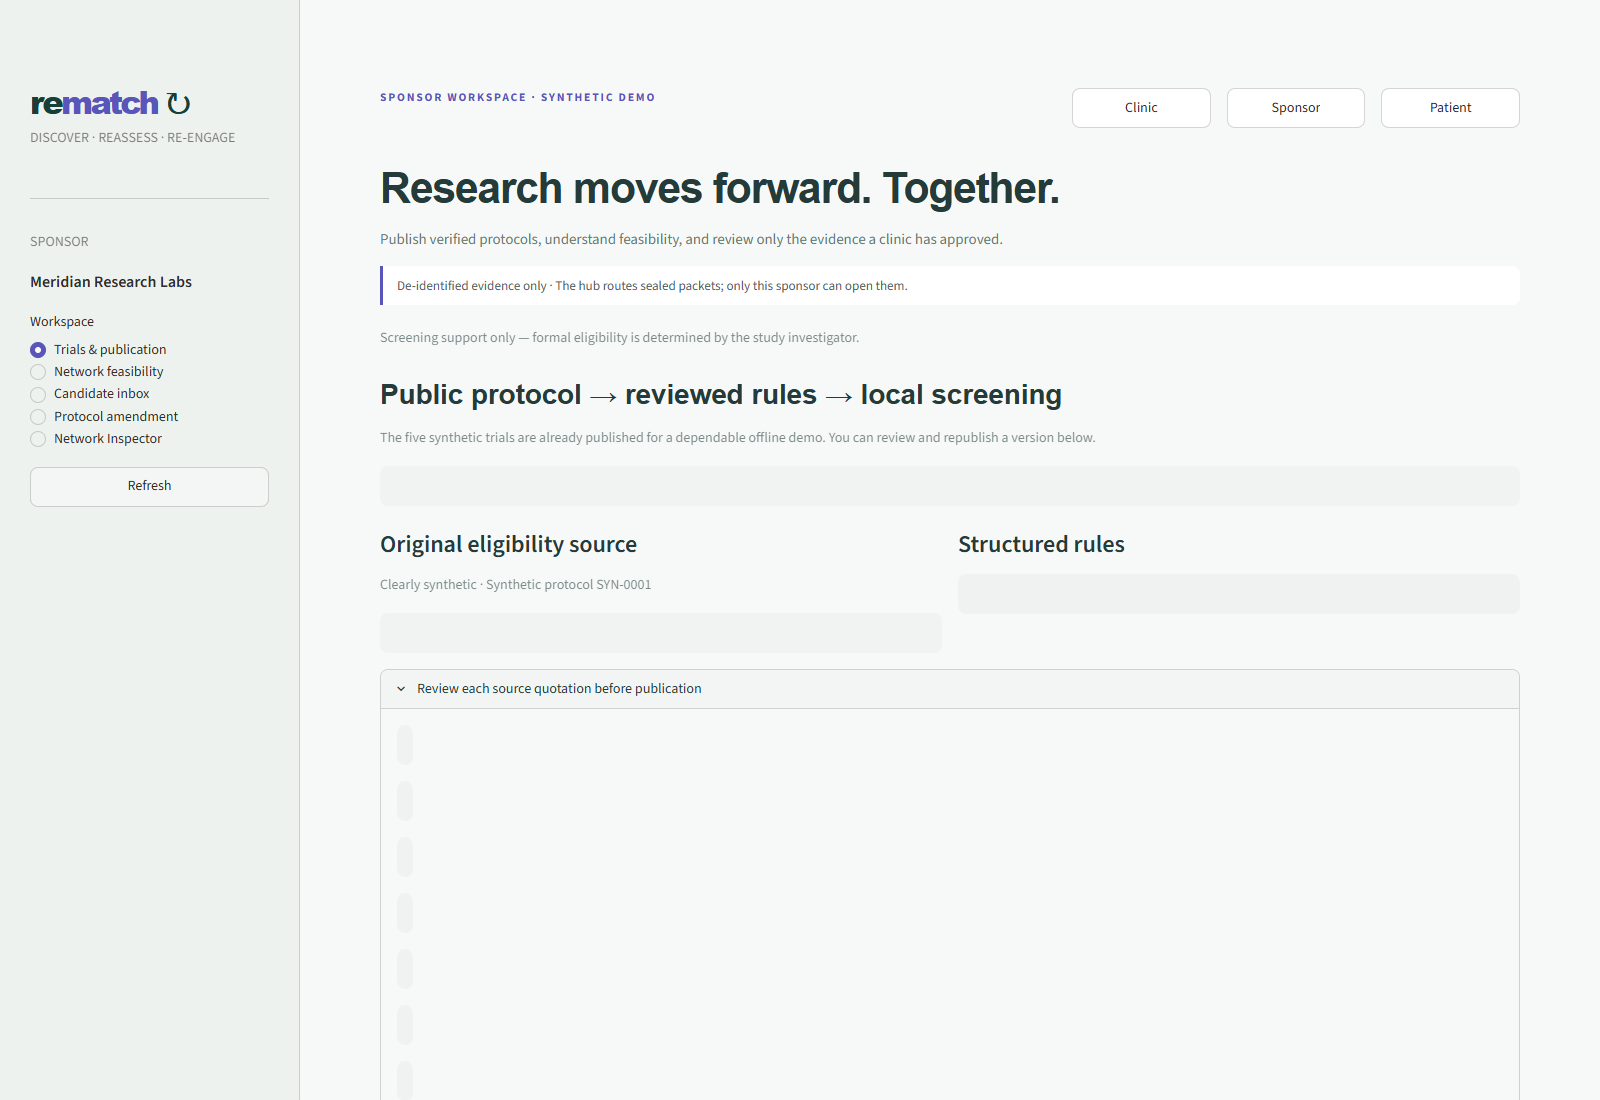 rematch ↻
DISCOVER · REASSESS · RE-ENGAGE
SPONSOR
Meridian Research Labs
Workspace
Trials & publication
Network feasibility
Candidate inbox
Protocol amendment
Network Inspector
Refresh
SPONSOR WORKSPACE · SYNTHETIC DEMO
Clinic
Sponsor
Patient
Research moves forward. Together.
Publish verified protocols, understand feasibility, and review only the evidence a clinic has approved.
De-identified evidence only · The hub routes sealed packets; only this sponsor can open them.
Screening support only — formal eligibility is determined by the study investigator.
Public protocol → reviewed rules → local screening
The five synthetic trials are already published for a dependable offline demo. You can review and republish a version below.
Original eligibility source
Clearly synthetic · Synthetic protocol SYN-0001
Structured rules
Review each source quotation before publication